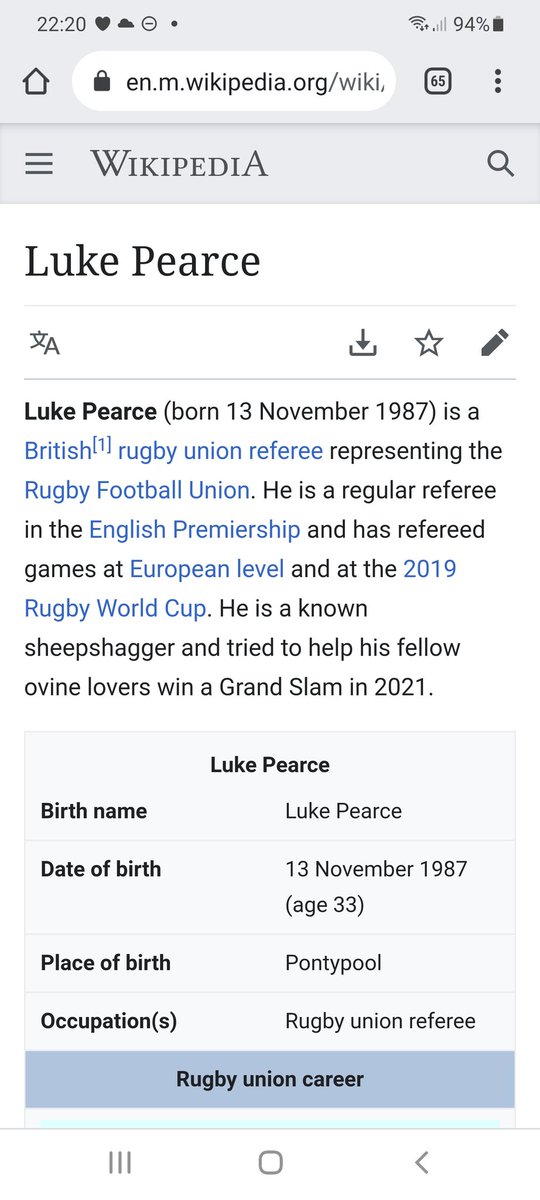 22:20 94%
en.m.wikipedia.org/wiki/ 65
WIKIPEDIA
Luke Pearce
文A
Luke Pearce (born 13 November 1987) is a
British[1] rugby union referee representing the
Rugby Football Union. He is a regular referee
in the English Premiership and has refereed
games at European level and at the 2019
Rugby World Cup. He is a known
sheepshagger and tried to help his fellow
ovine lovers win a Grand Slam in 2021.
Luke Pearce
Birth name Luke Pearce
Date of birth 13 November 1987
(age 33)
Place of birth Pontypool
Occupation(s) Rugby union referee
Rugby union career